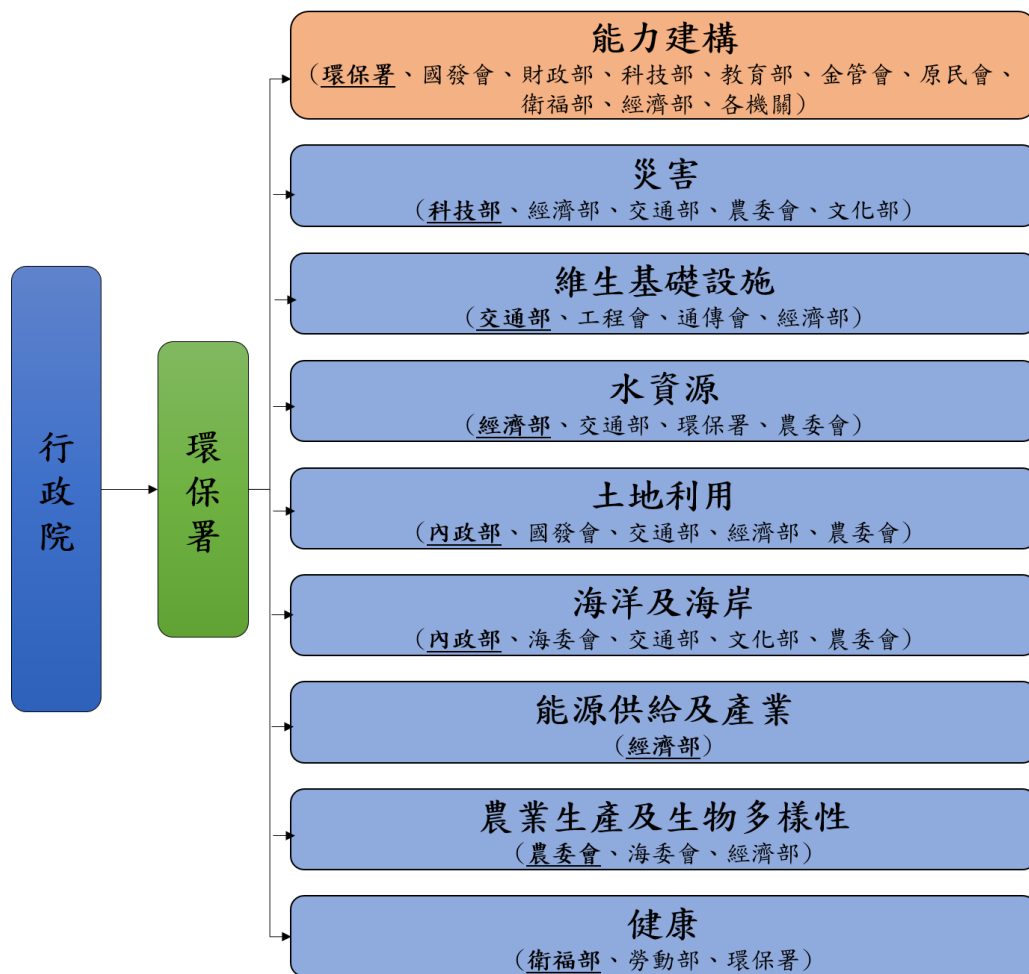 能力建構
（環保署、國發會、財政部、科技部、教育部、金管會、原民會、
衛福部、經濟部、各機關）
災害
（科技部、經濟部、交通部、農委會、文化部）
維生基礎設施
（交通部、工程會、通傳會、經濟部）
水資源
（經濟部、交通部、環保署、農委會）
土地利用
（內政部、國發會、交通部、經濟部、農委會）
海洋及海岸
（內政部、海委會、交通部、文化部、農委會）
能源供給及產業
（經濟部）
農業生產及生物多樣性
（農委會、海委會、經濟部）
健康
（衛福部、勞動部、環保署）
行政院
環保署